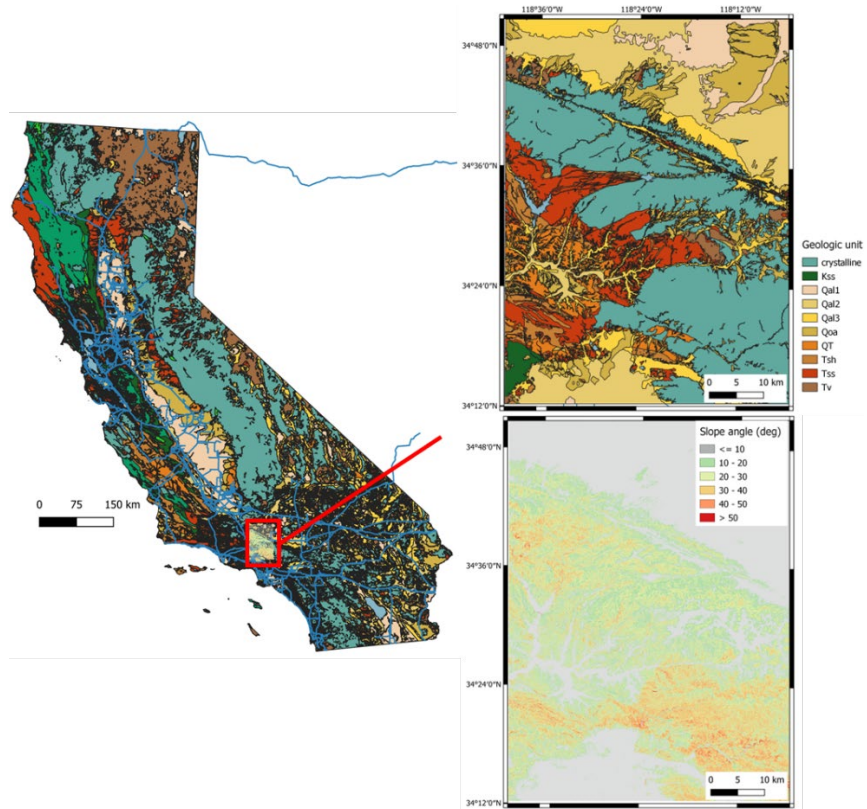 118°36'0"W 118°24'0"W 118°12'0"W
34°48'0"N
34°36'0"N
34°24'0"N
34°12'0"N
Geologic unit
crystalline
Kss
Qal1
Qal2
Qal3
Qoa
QT
Tsh
Tss
Tv
0 5 10 km
0 75 150 km
34°48'0"N
34°36'0"N
34°24'0"N
34°12'0"N
Slope angle (deg)
<= 10
10 - 20
20 - 30
30 - 40
40 - 50
> 50
0 5 10 km